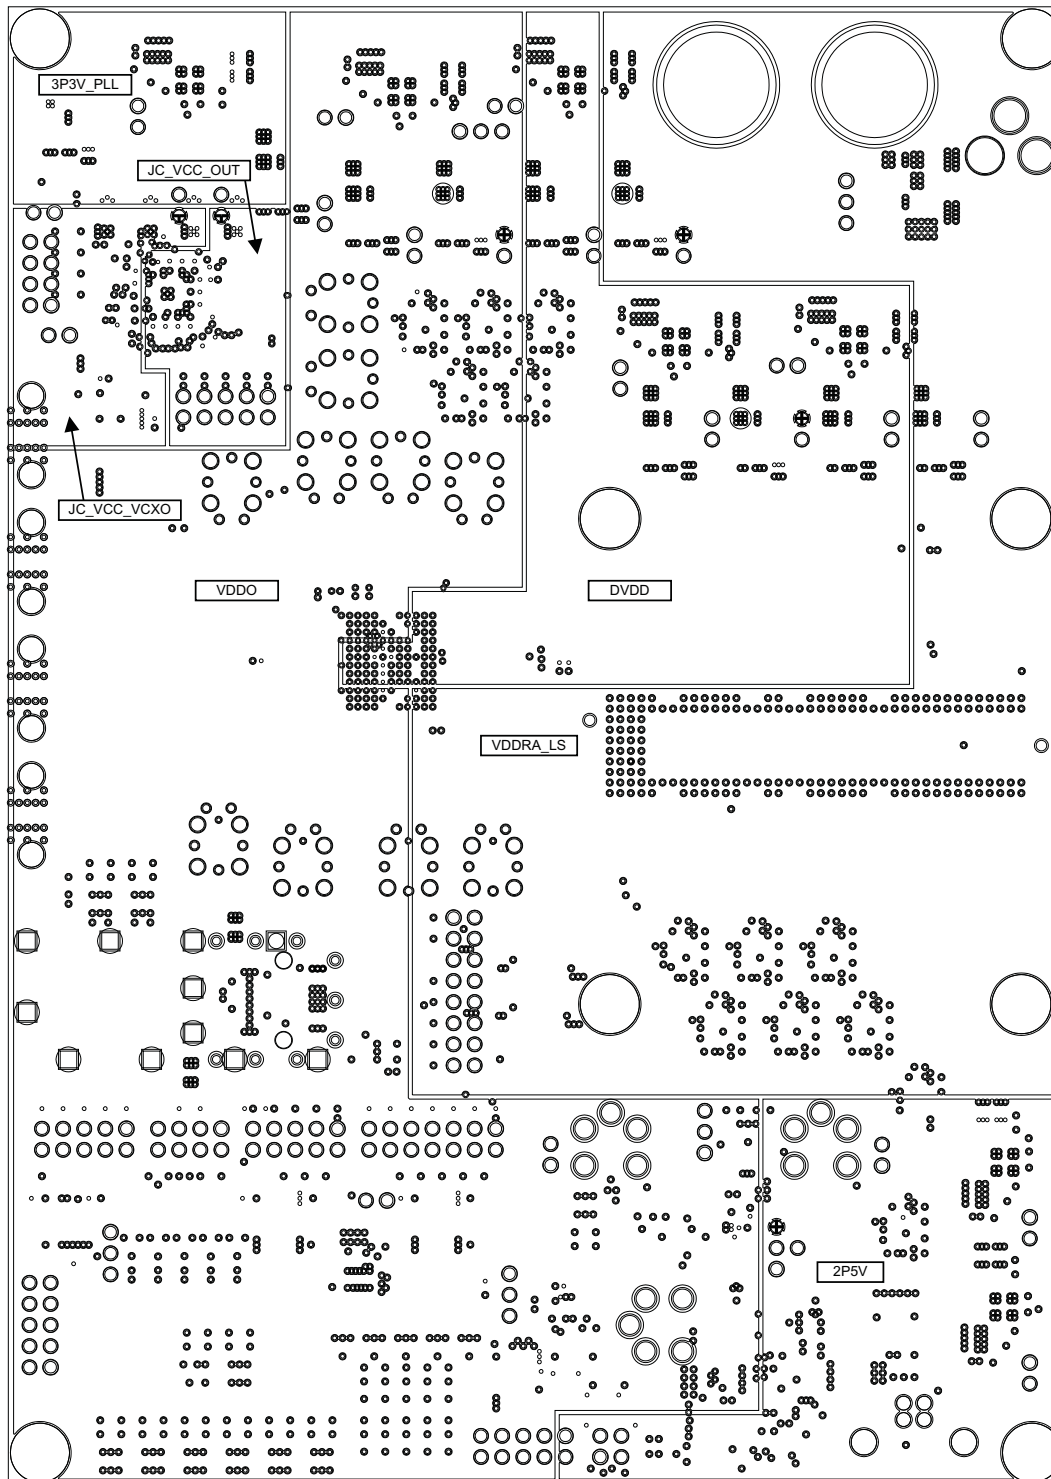 3P3V_PLL
JC_VCC_OUT
JC_VCC_VCXO
VDDO
DVDD
VDDRA_LS
2P5V